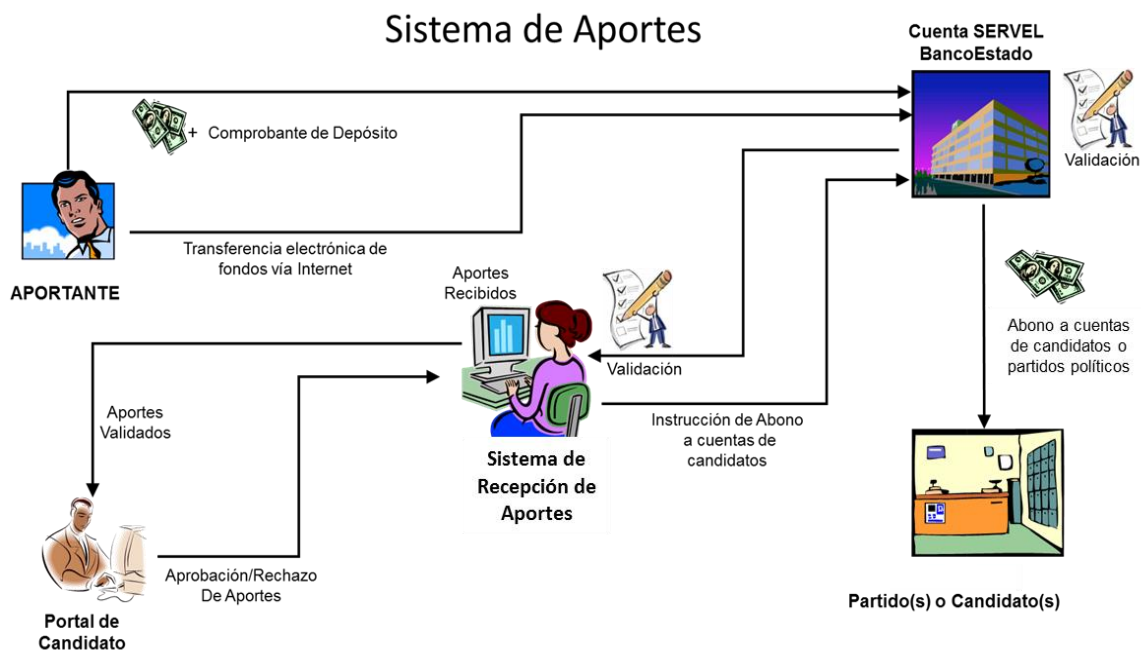 Sistema de Aportes
Cuenta SERVEL
BancoEstado
+ Comprobante de Depósito
Validación
Transferencia electrónica de
fondos vía Internet
APORTANTE
Aportes
Recibidos
Validación
Abono a cuentas
de candidatos o
partidos políticos
Aportes
Validados
Instrucción de Abono
a cuentas de
candidatos
Sistema de
Recepción de
Aportes
Aprobación/Rechazo
De Aportes
Portal de
Candidato
Partido(s) o Candidato(s)